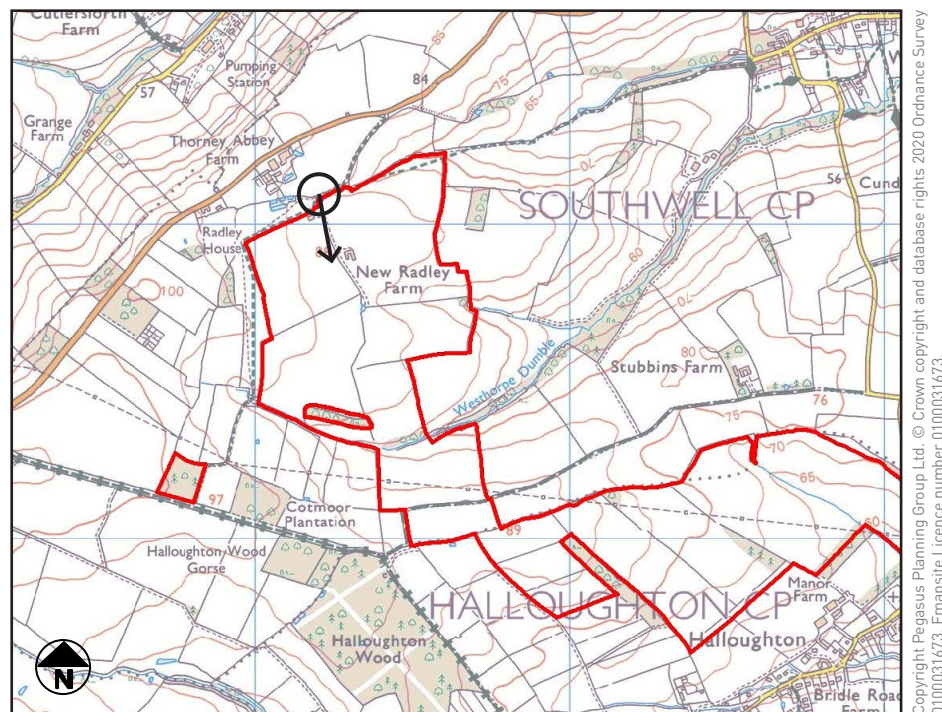 Cutlersforth
Farm
Pumping
Station
57
85
84
75
65
Grange
Farm
Thorney Abbey
Farm
70
SOUTHWELL CP
56
Cund
Radley
House
New Radley
Farm
60
70
100
Westhorpe Dumble
Stubbins Farm
80
76
75
70
65
97
Cotmoor
Plantation
89
60
Halloughton Wood
Gorse
Manor
Farm
HALLOUGHTON CP
Halloughton
Halloughton
Wood
N
Bridle Road
Farm
Copyright Pegasus Planning Group Ltd. © Crown copyright and database rights 2020 Ordnance Survey
0100031673. Emapsite Licence number 0100031673